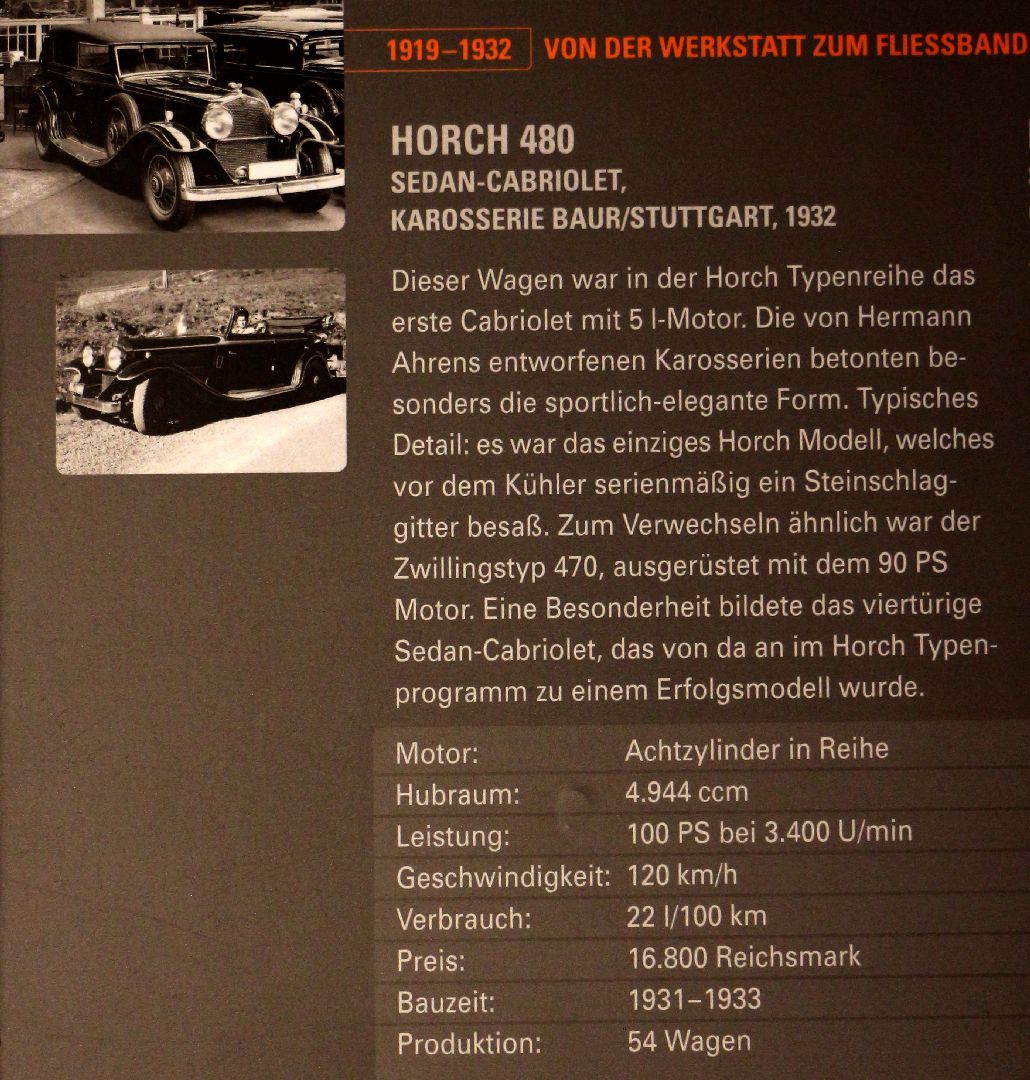 1919–1932 VON DER WERKSTATT ZUM FLIESSBAND
HORCH 480
SEDAN-CABRIOLET,
KAROSSERIE BAUR/STUTTGART, 1932
Dieser Wagen war in der Horch Typenreihe das
erste Cabriolet mit 5 l-Motor. Die von Hermann
Ahrens entworfenen Karosserien betonten be-
sonders die sportlich-elegante Form. Typisches
Detail: es war das einziges Horch Modell, welches
vor dem Kühler serienmäßig ein Steinschlag-
gitter besaß. Zum Verwechseln ähnlich war der
Zwillingstyp 470, ausgerüstet mit dem 90 PS
Motor. Eine Besonderheit bildete das viertürige
Sedan-Cabriolet, das von da an im Horch Typen-
programm zu einem Erfolgsmodell wurde.
Motor: Achtzylinder in Reihe
Hubraum: 4.944 ccm
Leistung: 100 PS bei 3.400 U/min
Geschwindigkeit: 120 km/h
Verbrauch: 22 l/100 km
Preis: 16.800 Reichsmark
Bauzeit: 1931–1933
Produktion: 54 Wagen